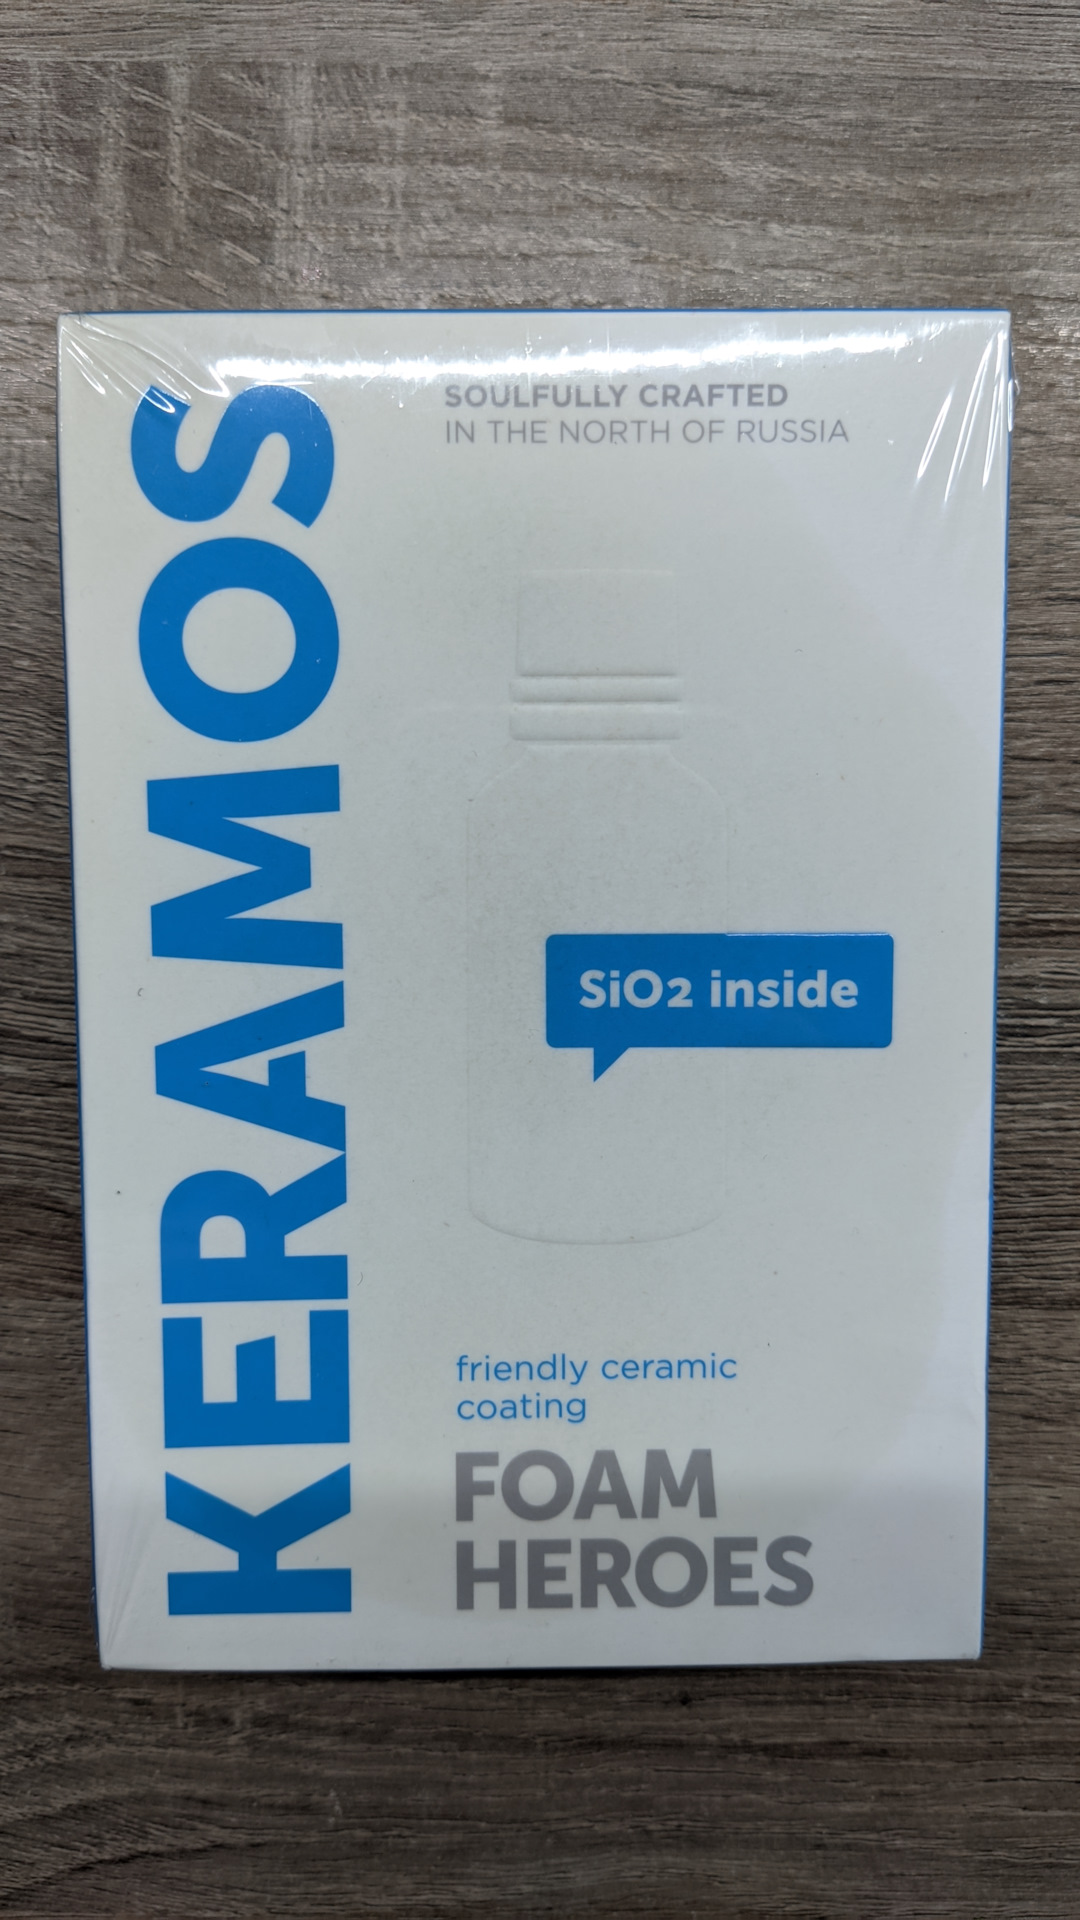 KERAMOS
SOULFULLY CRAFTED
IN THE NORTH OF RUSSIA
SiO2 inside
friendly ceramic
coating
FOAM
HEROES